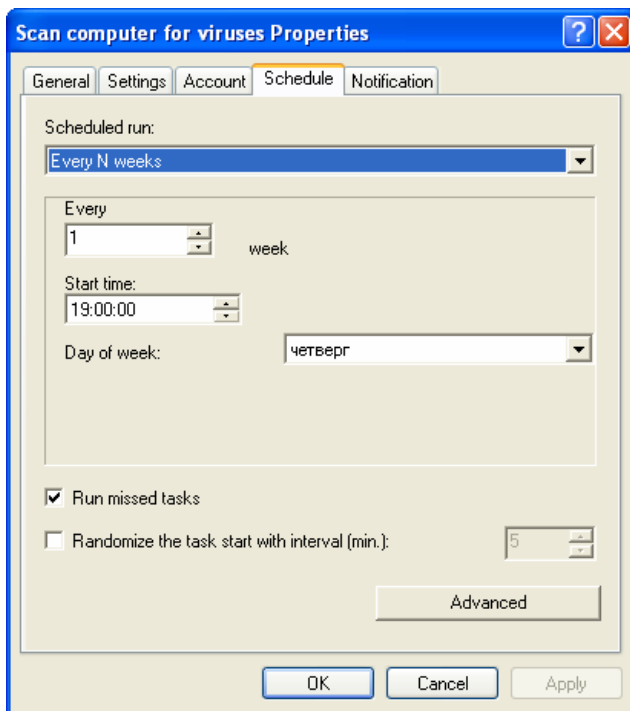 Scan computer for viruses Properties
General Settings Account Schedule Notification
Scheduled run:
Every N weeks
Every
1 week
Start time:
19:00:00
Day of week: четверг
Run missed tasks
Randomize the task start with interval (min.): 5
Advanced
OK Cancel Apply